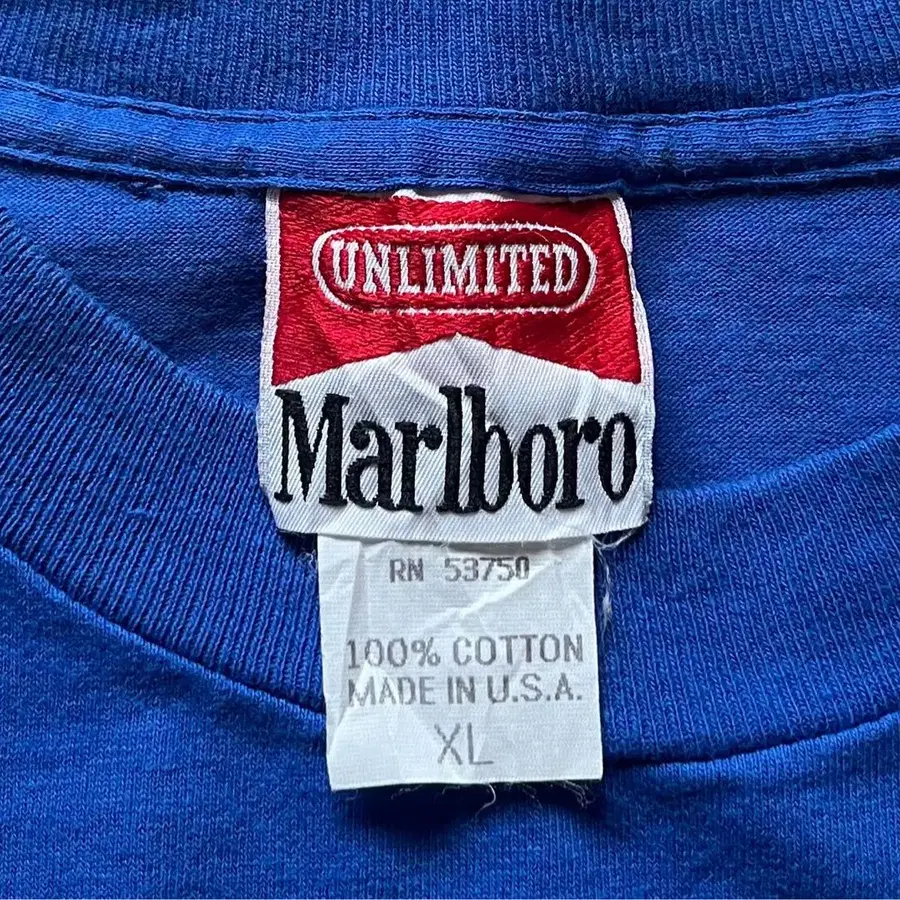 UNLIMITED
Marlboro
RN 53750
100% COTTON
MADE IN U.S.A.
XL